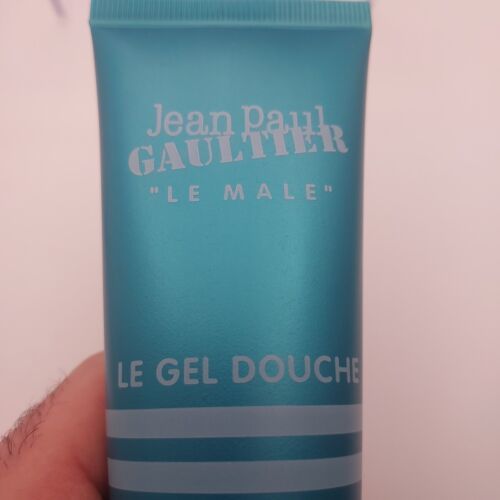 Jean Paul
GAULTIER
"LE MALE"
LE GEL DOUCHE